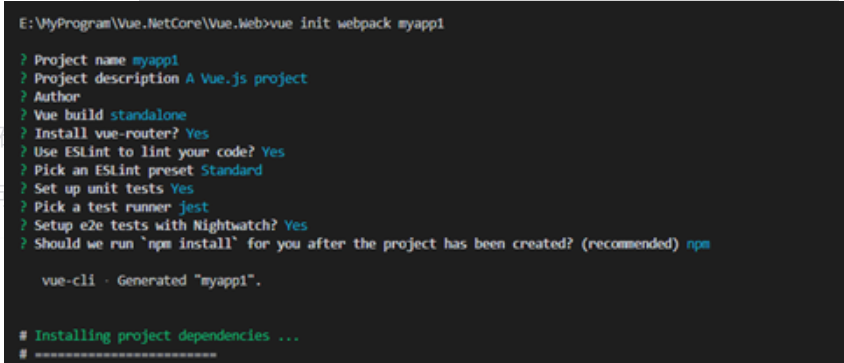 E:\MyProgram\Vue.NetCore\Vue.Web>vue init webpack myapp1
? Project name myapp1
? Project description A Vue.js project
? Author
? Vue build standalone
? Install vue-router? Yes
? Use ESLint to lint your code? Yes
? Pick an ESLint preset Standard
? Set up unit tests Yes
? Pick a test runner jest
? Setup e2e tests with Nightwatch? Yes
? Should we run `npm install` for you after the project has been created? (recommended) npm
vue-cli · Generated "myapp1".
# Installing project dependencies ...
# ========================